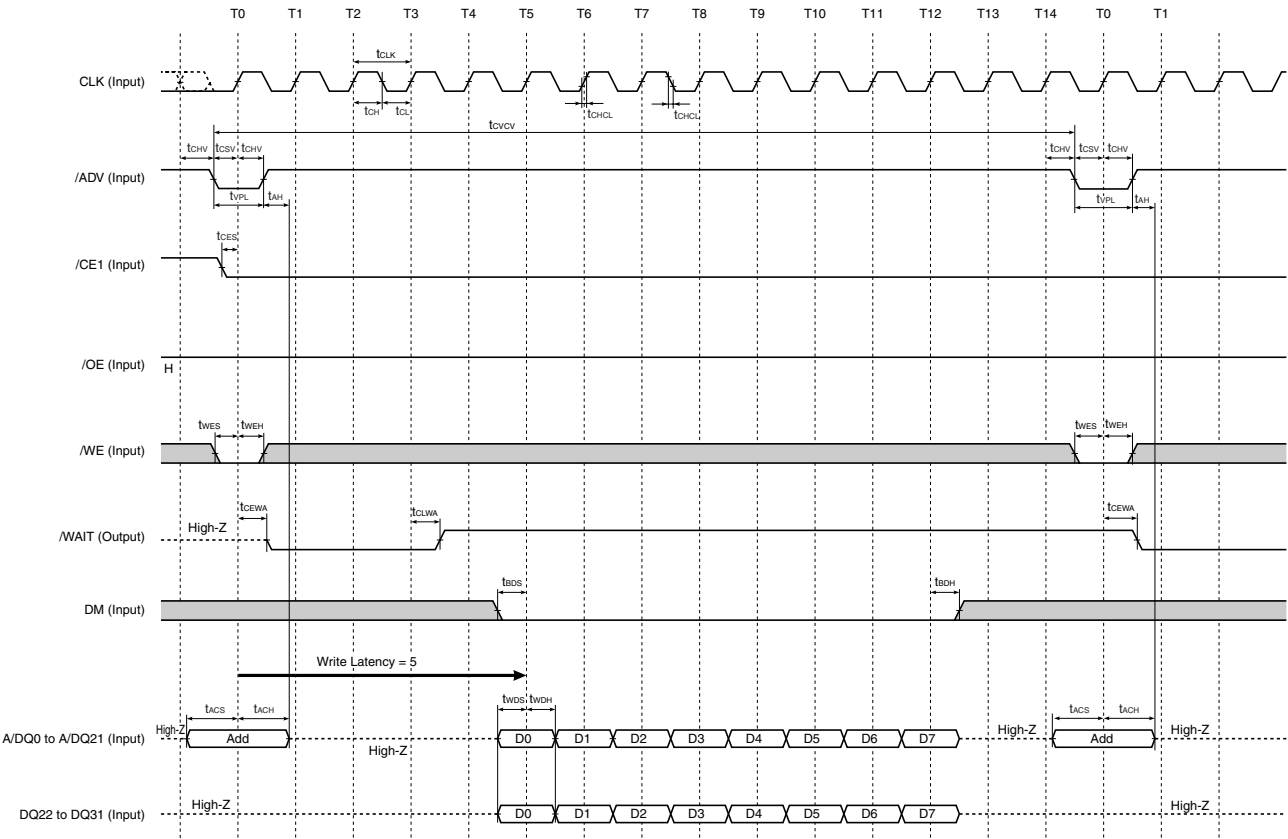 T0 T1 T2 T3 T4 T5 T6 T7 T8 T9 T10 T11 T12 T13 T14 T0 T1
tCLK
CLK (Input)
tCH tCL tCHCL tCHCL
tCVCV
tCHV tCSV tCHV tCHV tCSV tCHV
/ADV (Input)
tVPL tAH tVPL tAH
tCES
/CE1 (Input)
/OE (Input) H
tWES tWEH tWES tWEH
/WE (Input)
tCEWA tCLWA tCEWA
High-Z
/WAIT (Output)
tBDS tBDH
DM (Input)
Write Latency = 5
tACS tACH tWDS tWDH tACS tACH
High-Z High-Z High-Z
A/DQ0 to A/DQ21 (Input) Add D0 D1 D2 D3 D4 D5 D6 D7 Add
High-Z
High-Z High-Z
DQ22 to DQ31 (Input) D0 D1 D2 D3 D4 D5 D6 D7